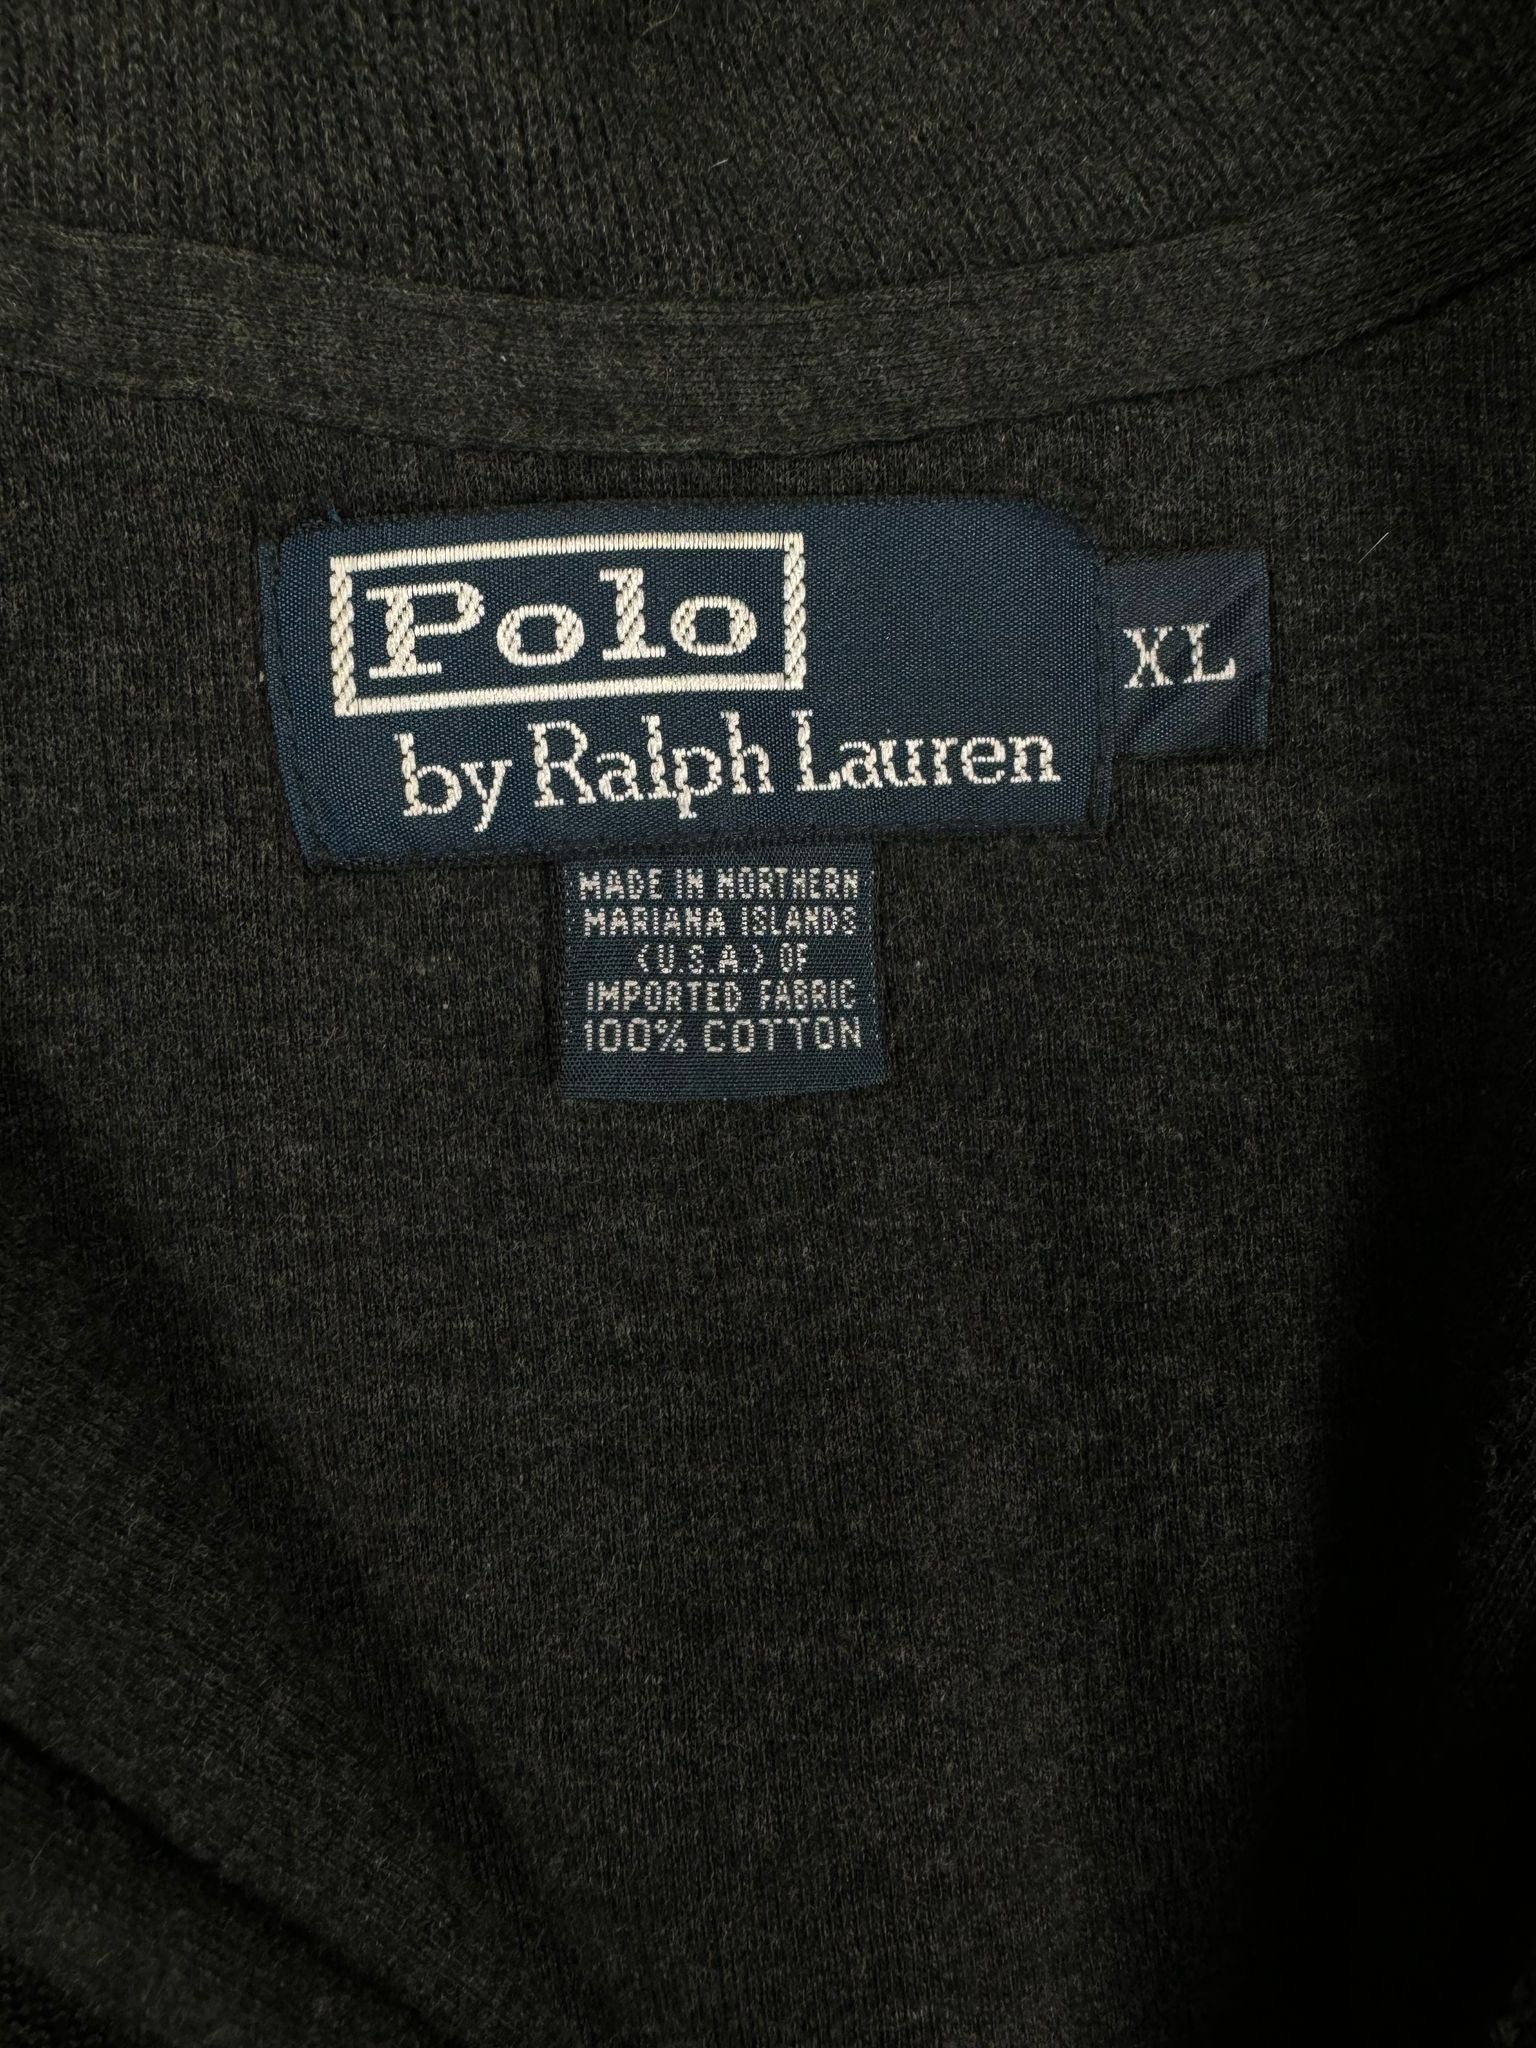 Polo
by Ralph Lauren
XL
MADE IN NORTHERN
MARIANA ISLANDS
(U.S.A.) OF
IMPORTED FABRIC
100% COTTON